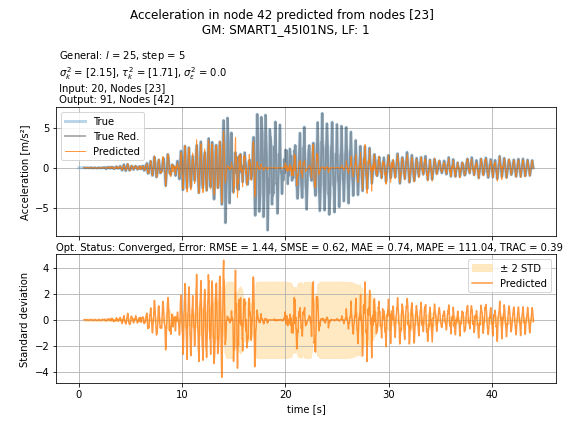 Acceleration in node 42 predicted from nodes [23]
GM: SMART1_45I01NS, LF: 1
General: l = 25, step = 5
σ²ₖ = [2.15], τ²ₖ = [1.71], σ²ε = 0.0
Input: 20, Nodes [23]
Output: 91, Nodes [42]
True
True Red.
Predicted
5
0
−5
Acceleration [m/s²]
Opt. Status: Converged, Error: RMSE = 1.44, SMSE = 0.62, MAE = 0.74, MAPE = 111.04, TRAC = 0.39
± 2 STD
Predicted
4
2
0
−2
−4
Standard deviation
0 10 20 30 40
time [s]